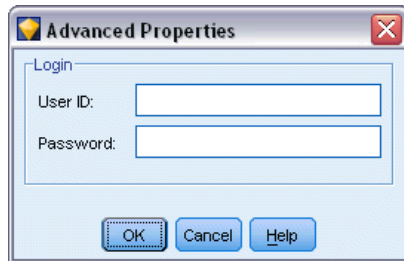 Advanced Properties
Login
User ID:
Password:
OK Cancel Help